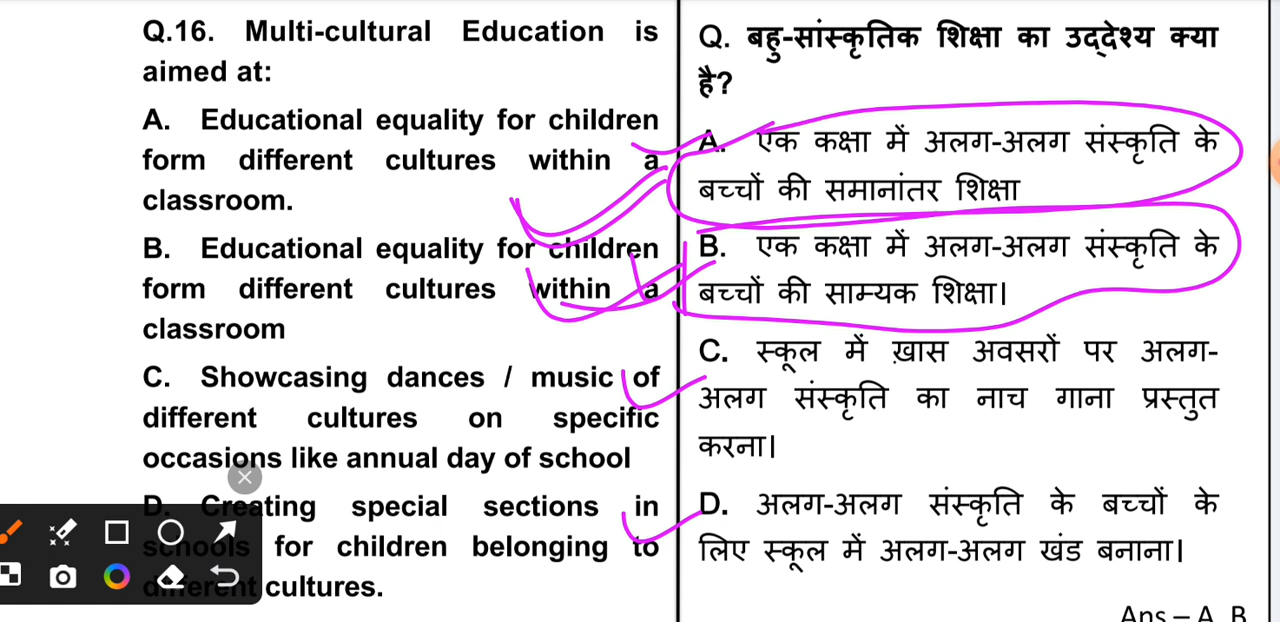 Q.16. Multi-cultural Education is
aimed at:
A. Educational equality for children
form different cultures within a
classroom.
B. Educational equality for children
form different cultures within a
classroom
C. Showcasing dances / music of
different cultures on specific
occasions like annual day of school
D. Creating special sections in
schools for children belonging to
different cultures.
Q. बहु-सांस्कृतिक शिक्षा का उद्देश्य क्या
है?
A. एक कक्षा में अलग-अलग संस्कृति के
बच्चों की समानांतर शिक्षा
B. एक कक्षा में अलग-अलग संस्कृति के
बच्चों की साम्यक शिक्षा।
C. स्कूल में ख़ास अवसरों पर अलग-
अलग संस्कृति का नाच गाना प्रस्तुत
करना।
D. अलग-अलग संस्कृति के बच्चों के
लिए स्कूल में अलग-अलग खंड बनाना।
Ans – A, B